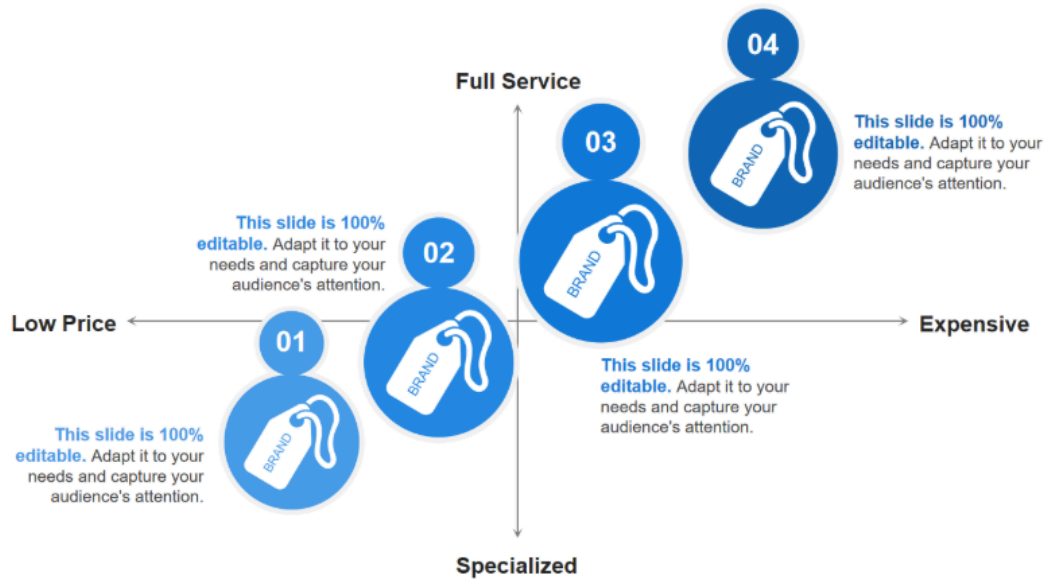 04
Full Service
03
BRAND
This slide is 100%
editable. Adapt it to your
needs and capture your
audience's attention.
This slide is 100%
editable. Adapt it to your
needs and capture your
audience's attention.
02
BRAND
Low Price
Expensive
01
BRAND
This slide is 100%
editable. Adapt it to your
needs and capture your
audience's attention.
This slide is 100%
editable. Adapt it to your
needs and capture your
audience's attention.
BRAND
Specialized